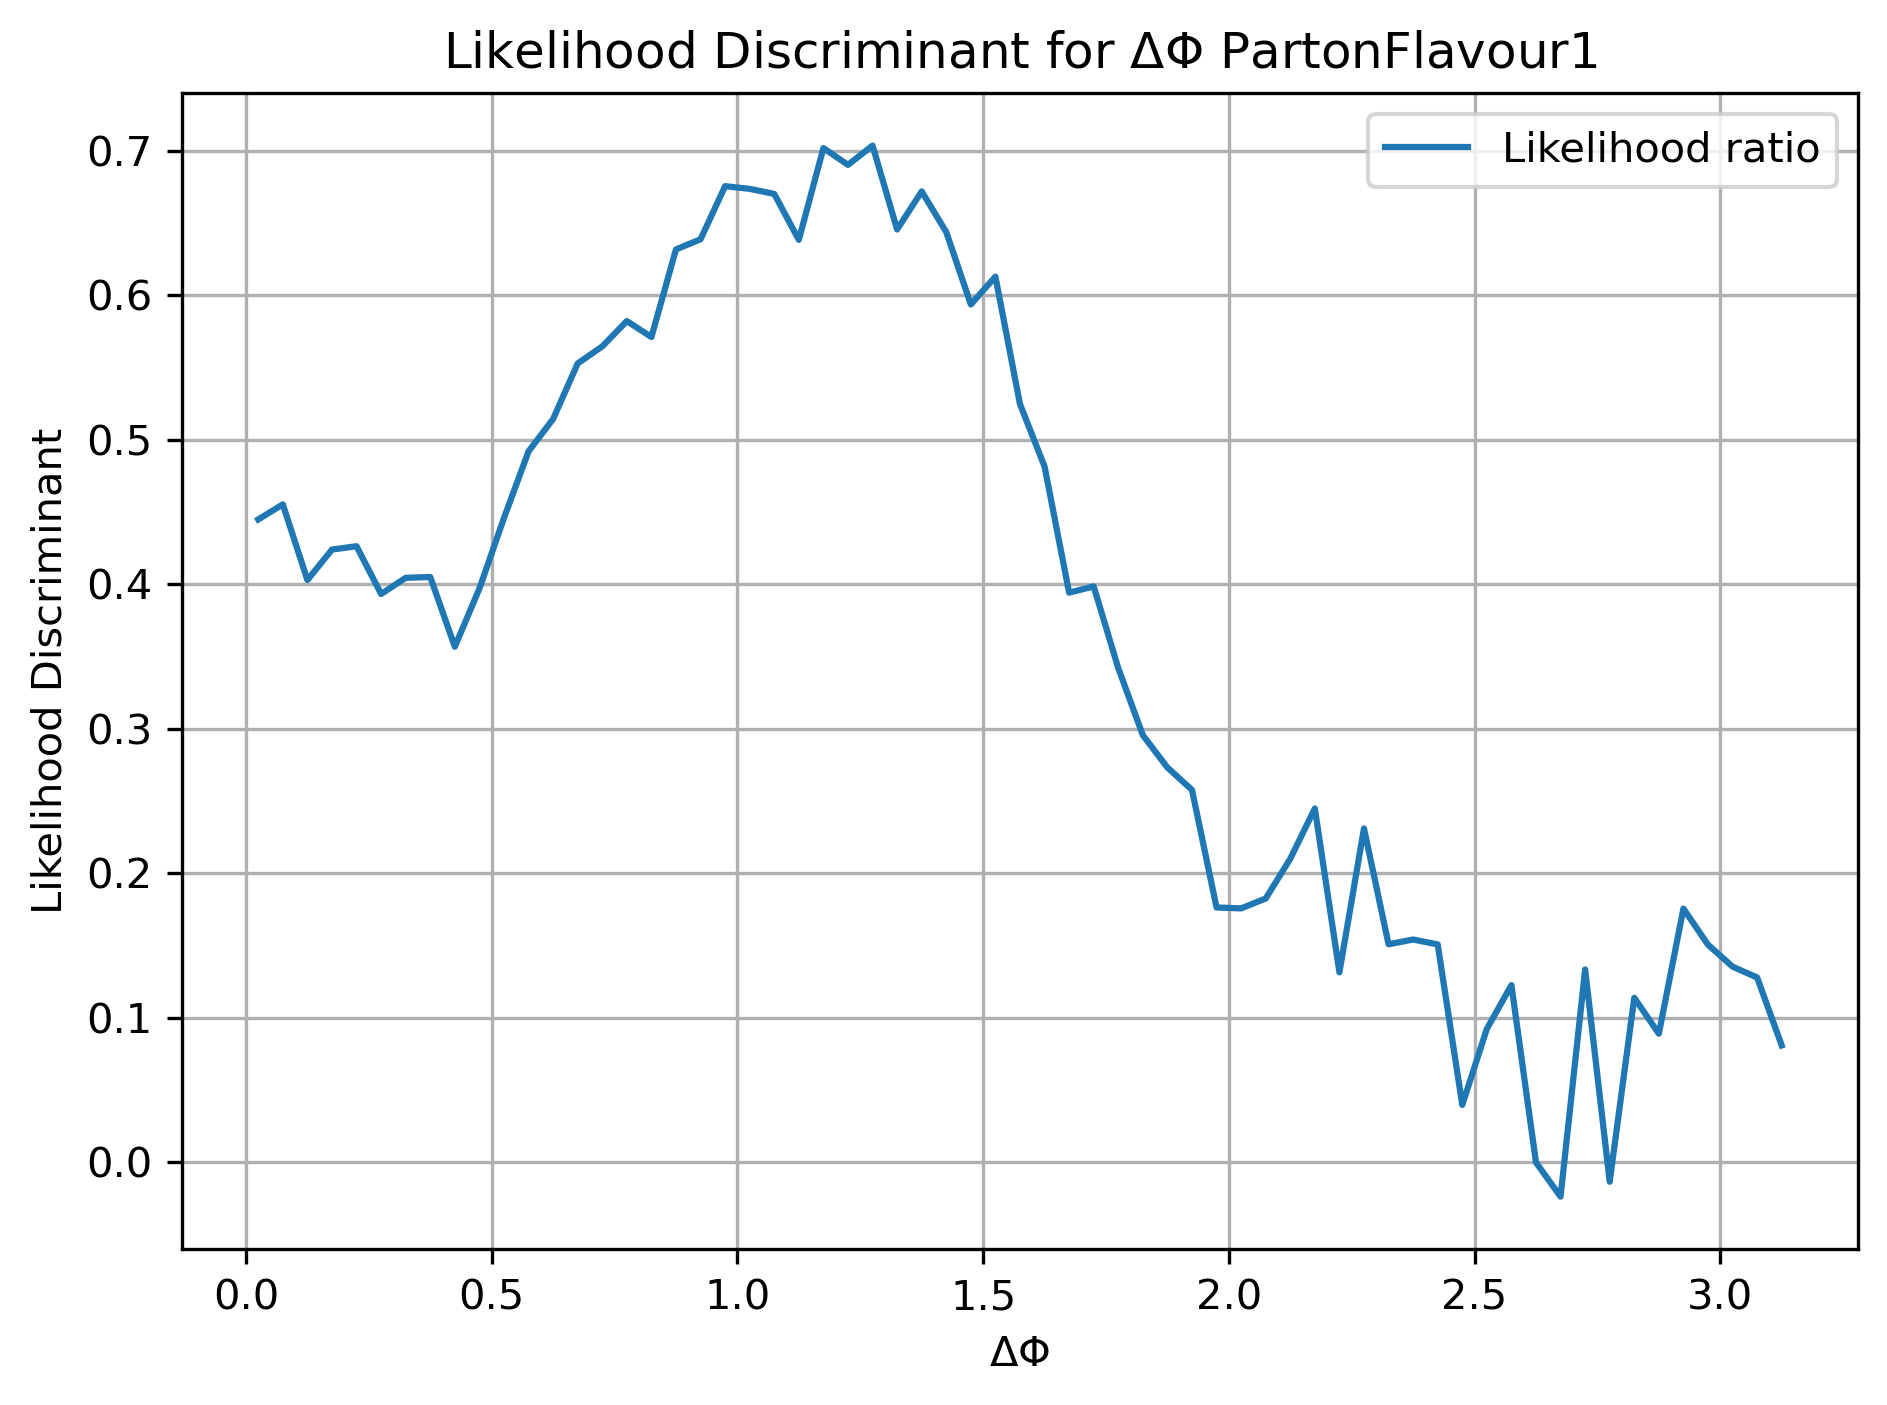 Likelihood Discriminant for ΔΦ PartonFlavour1
Likelihood ratio
Likelihood Discriminant
0.7
0.6
0.5
0.4
0.3
0.2
0.1
0.0
0.0 0.5 1.0 1.5 2.0 2.5 3.0
ΔΦ